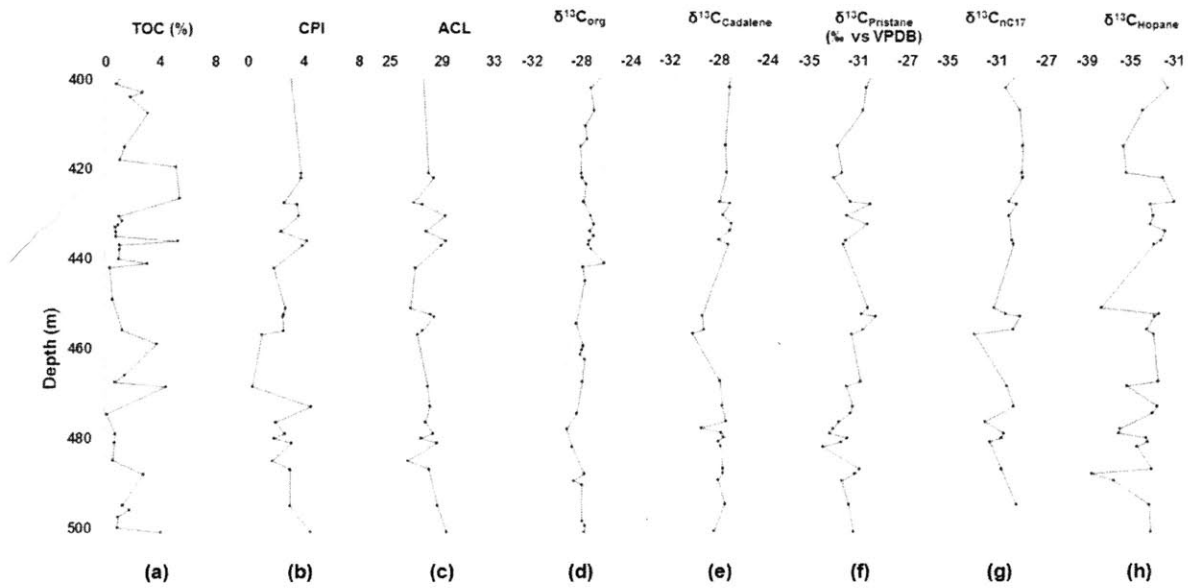 TOC (%) CPI ACL δ¹³Corg δ¹³CCadalene δ¹³CPristane δ¹³CnC17 δ¹³CHopane
(‰ vs VPDB)
0 4 8 0 4 8 25 29 33 -32 -28 -24 -32 -28 -24 -35 -31 -27 -35 -31 -27 -39 -35 -31
400
420
440
460
480
500
Depth (m)
(a) (b) (c) (d) (e) (f) (g) (h)